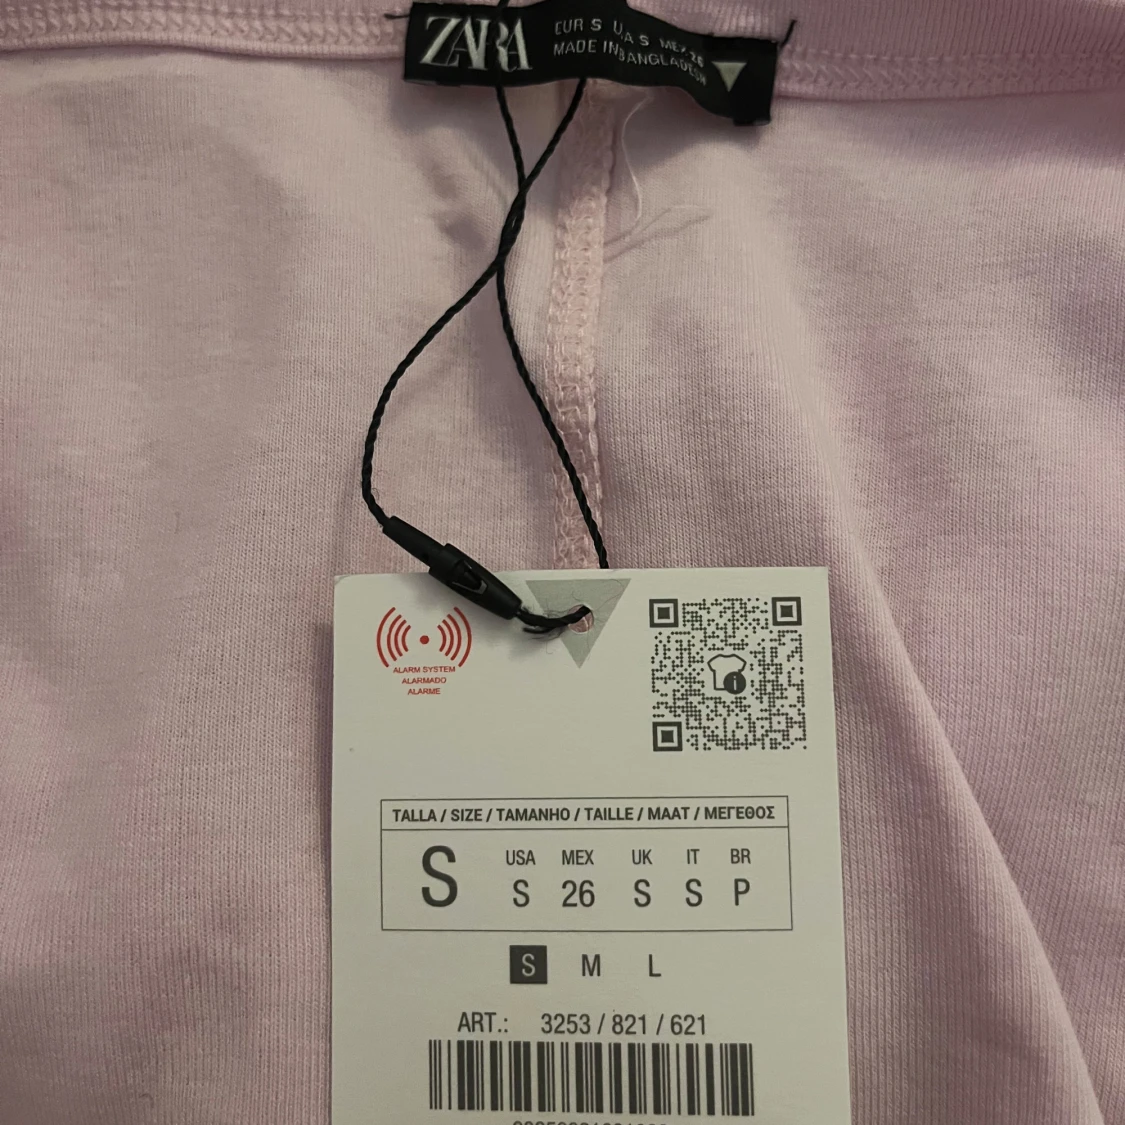 ZARA
EUR S USA S MEX 26
MADE IN BANGLADESH
ALARM SYSTEM
ALARMADO
ALARME
i
TALLA / SIZE / TAMANHO / TAILLE / MAAT / ΜΕΓΕΘΟΣ
S
USA MEX UK IT BR
S 26 S S P
S M L
ART.: 3253 / 821 / 621